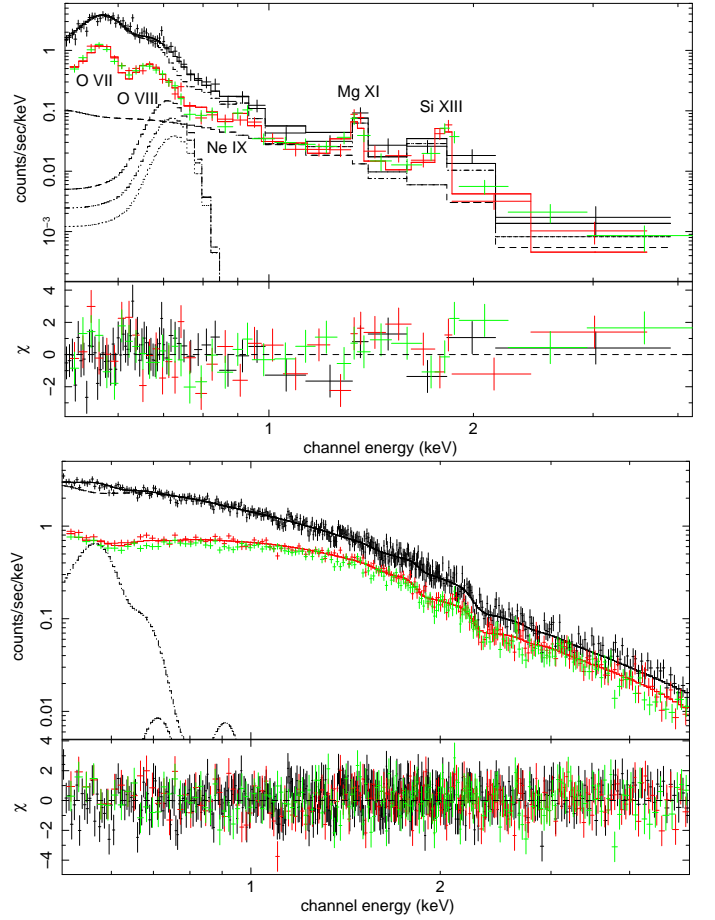 1
0.1
0.01
10⁻³
counts/sec/keV
O VII
O VIII
Ne IX
Mg XI
Si XIII
4
2
0
−2
χ
1
2
channel energy (keV)
1
0.1
0.01
counts/sec/keV
4
2
0
−2
−4
χ
1
2
channel energy (keV)